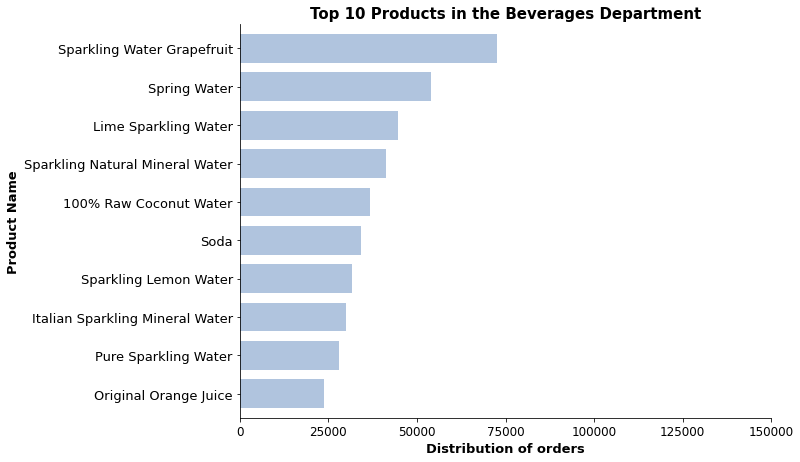 Top 10 Products in the Beverages Department
Product Name
Sparkling Water Grapefruit
Spring Water
Lime Sparkling Water
Sparkling Natural Mineral Water
100% Raw Coconut Water
Soda
Sparkling Lemon Water
Italian Sparkling Mineral Water
Pure Sparkling Water
Original Orange Juice
0 25000 50000 75000 100000 125000 150000
Distribution of orders